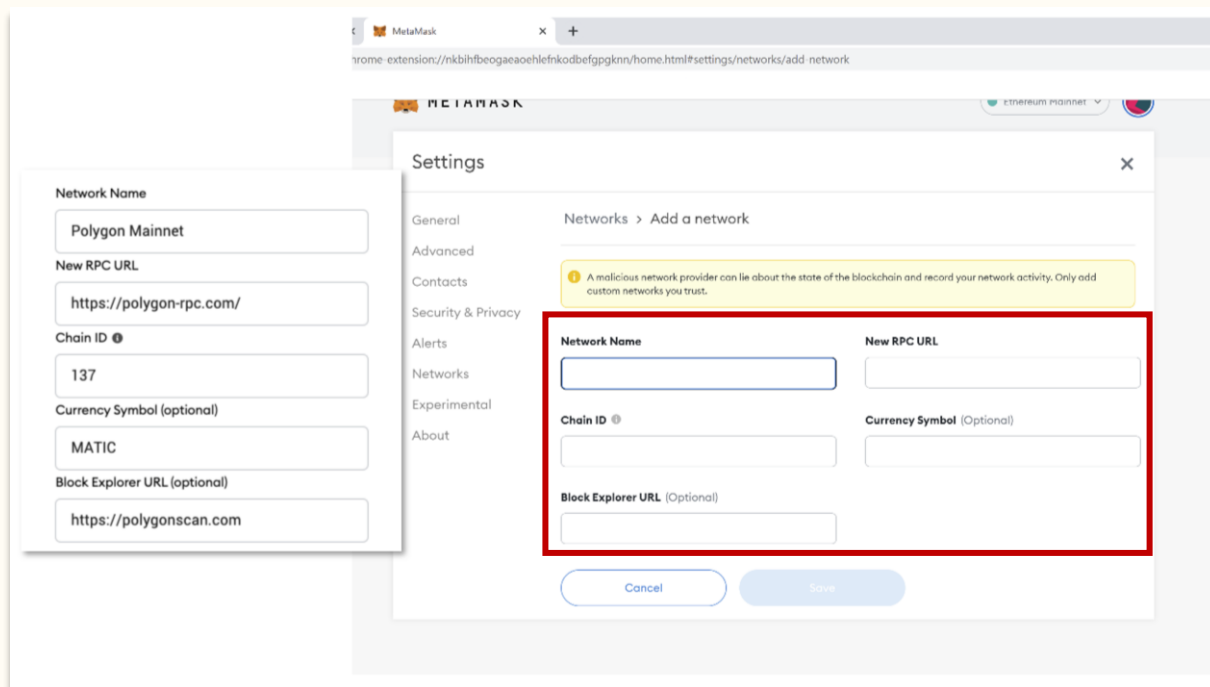 MetaMask
chrome-extension://nkbihfbeogaeaoehlefnkodbefgpgknn/home.html#settings/networks/add-network
METAMASK
Ethereum Mainnet
Settings
Network Name
Polygon Mainnet
New RPC URL
https://polygon-rpc.com/
Chain ID
137
Currency Symbol (optional)
MATIC
Block Explorer URL (optional)
https://polygonscan.com
General
Advanced
Contacts
Security & Privacy
Alerts
Networks
Experimental
About
Networks > Add a network
A malicious network provider can lie about the state of the blockchain and record your network activity. Only add
custom networks you trust.
Network Name
New RPC URL
Chain ID
Currency Symbol (Optional)
Block Explorer URL (Optional)
Cancel
Save